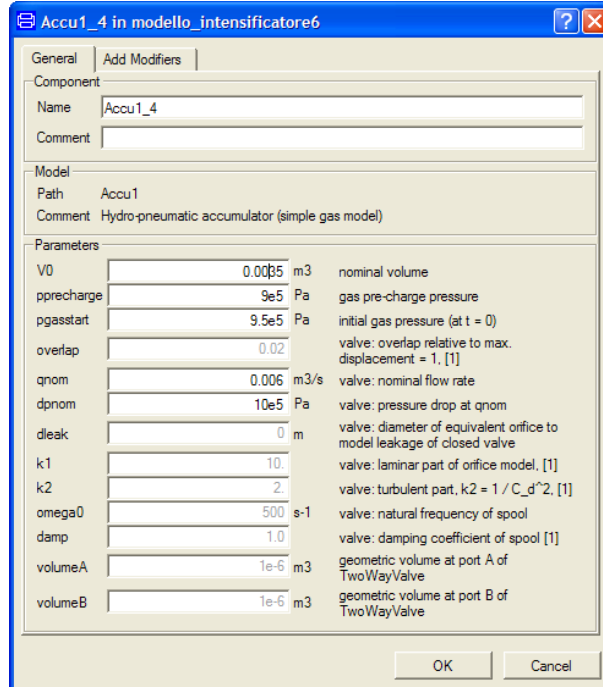 Accu1_4 in modello_intensificatore6
General Add Modifiers
Component
Name Accu1_4
Comment
Model
Path Accu1
Comment Hydro-pneumatic accumulator (simple gas model)
Parameters
V0 0.0035 m3 nominal volume
pprecharge 9e5 Pa gas pre-charge pressure
pgasstart 9.5e5 Pa initial gas pressure (at t = 0)
overlap 0.02 valve: overlap relative to max.
displacement = 1, [1]
qnom 0.006 m3/s valve: nominal flow rate
dpnom 10e5 Pa valve: pressure drop at qnom
dleak 0 m valve: diameter of equivalent orifice to
model leakage of closed valve
k1 10. valve: laminar part of orifice model, [1]
k2 2. valve: turbulent part, k2 = 1 / C_d^2, [1]
omega0 500 s-1 valve: natural frequency of spool
damp 1.0 valve: damping coefficient of spool [1]
volumeA 1e-6 m3 geometric volume at port A of
TwoWayValve
volumeB 1e-6 m3 geometric volume at port B of
TwoWayValve
OK Cancel